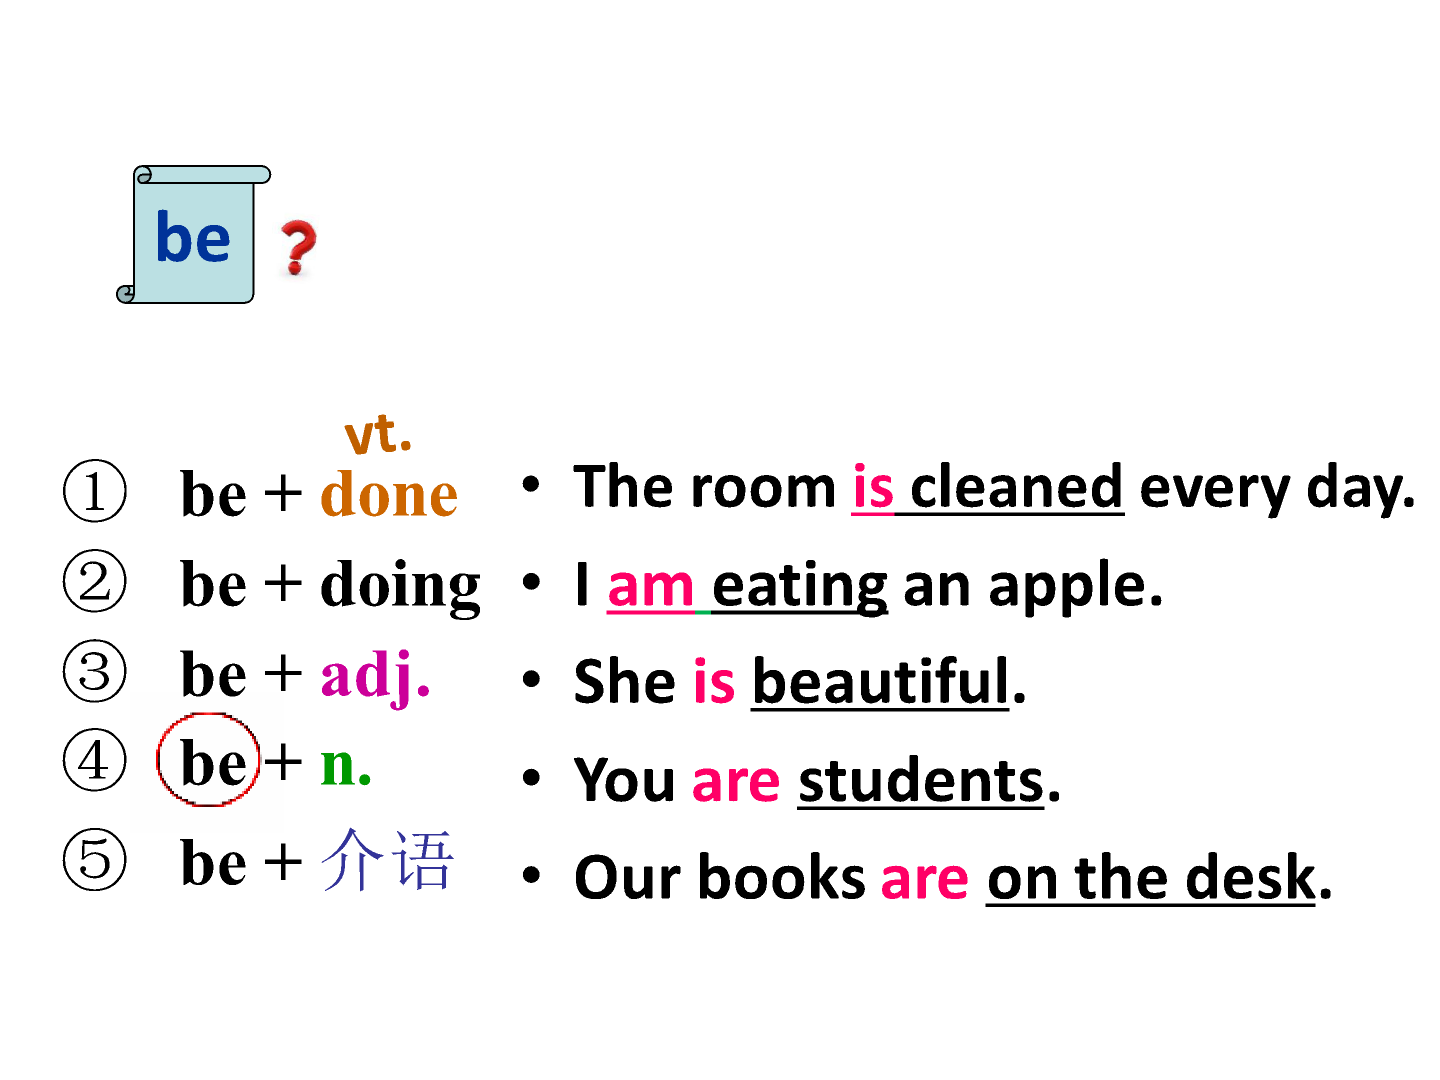 be
vt.
① be + done
② be + doing
③ be + adj.
④ be + n.
⑤ be + 介语
• The room is cleaned every day.
• I am eating an apple.
• She is beautiful.
• You are students.
• Our books are on the desk.